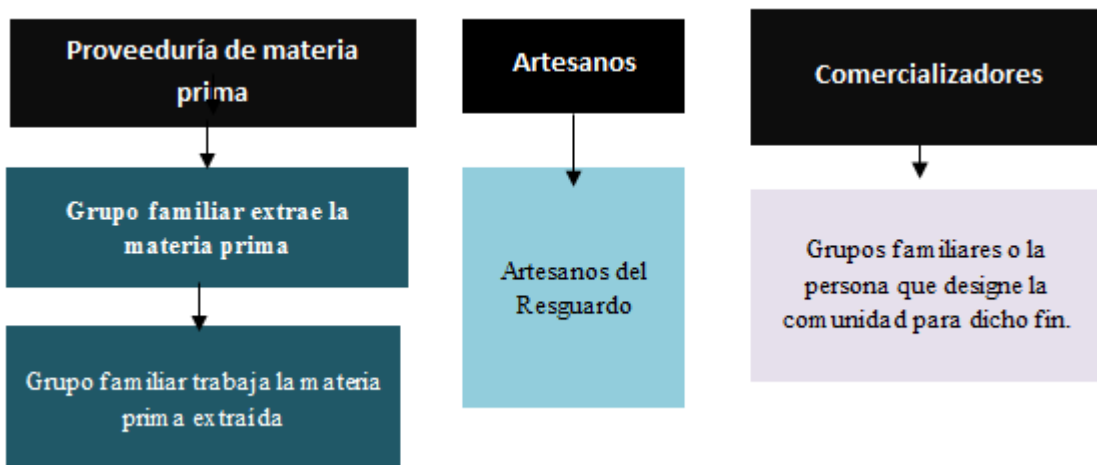 Proveeduría de materia
prima
Grupo familiar extrae la
materia prima
Grupo familiar trabaja la materia
prima extraída
Artesanos
Artesanos del
Resguardo
Comercializadores
Grupos familiares o la
persona que designe la
comunidad para dicho fin.